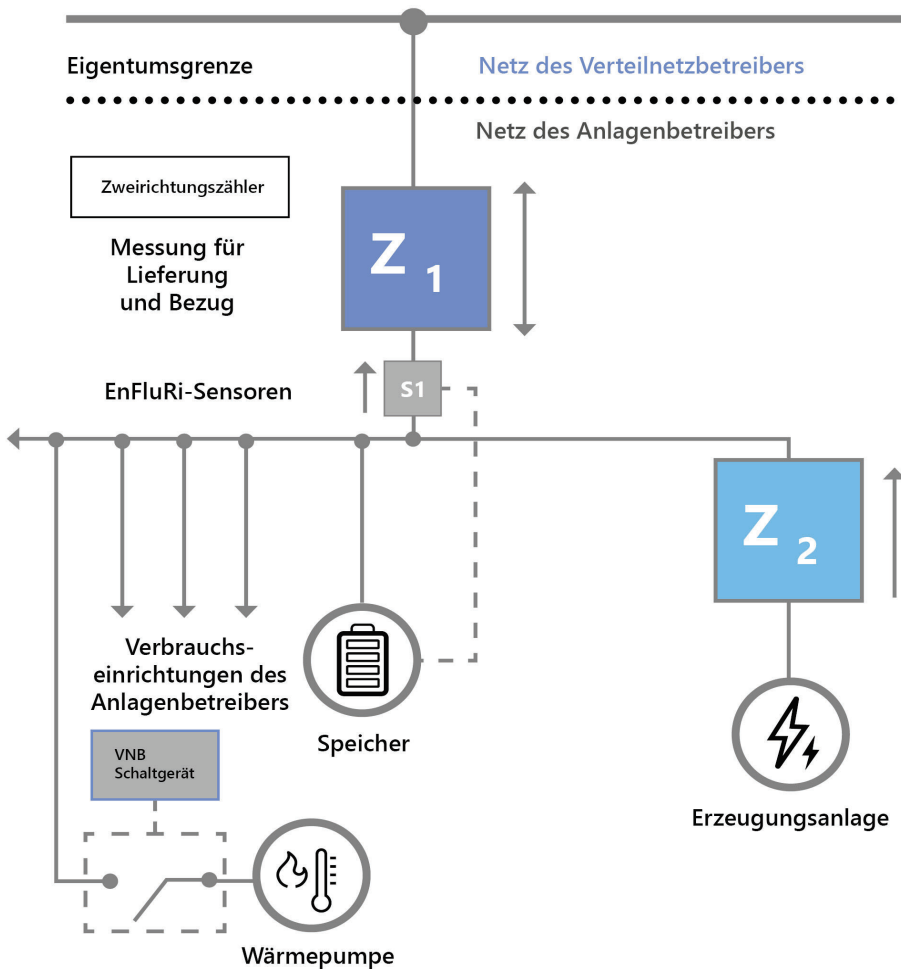 Eigentumsgrenze
Netz des Verteilnetzbetreibers
Netz des Anlagenbetreibers
Zweirichtungszähler
Messung für
Lieferung
und Bezug
Z 1
EnFluRi-Sensoren
S1
Z 2
Verbrauchs-
einrichtungen des
Anlagenbetreibers
Speicher
VNB
Schaltgerät
Erzeugungsanlage
Wärmepumpe